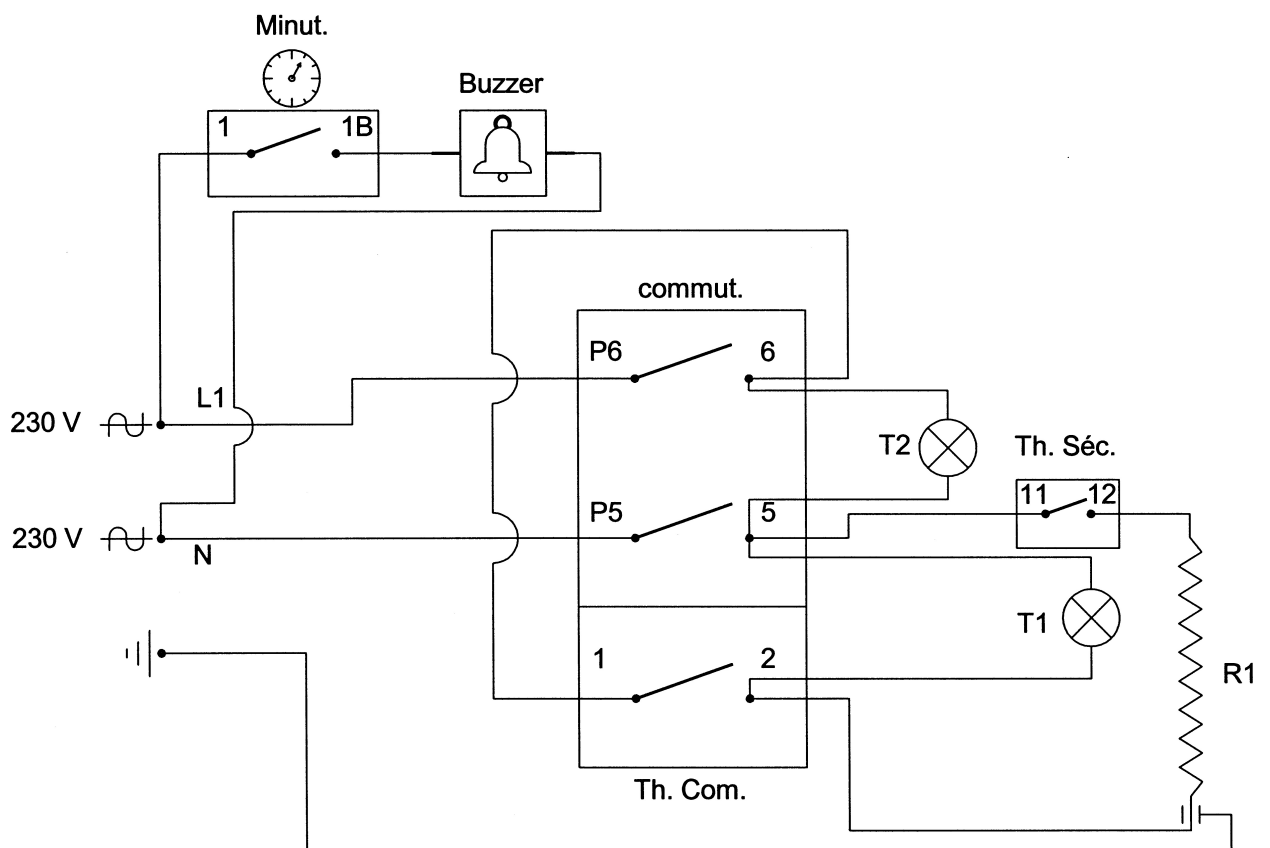 Minut.
Buzzer
1 1B
commut.
P6 6
L1
230 V
T2
Th. Séc.
11 12
P5 5
230 V
N
T1
1 2
R1
Th. Com.